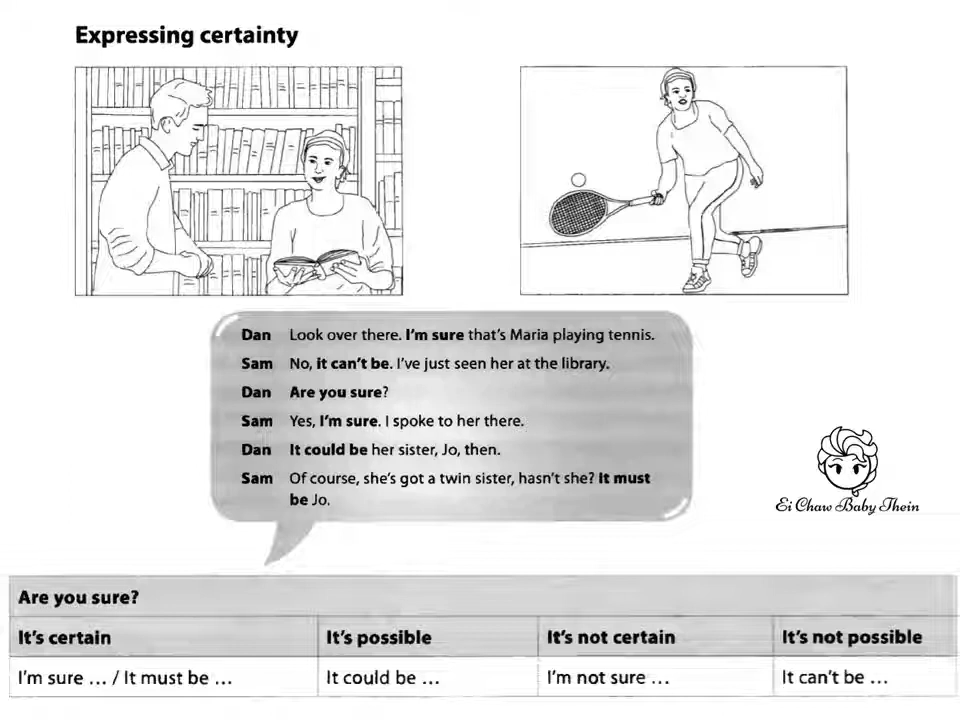 Expressing certainty
Dan Look over there. I'm sure that's Maria playing tennis.
Sam No, it can't be. I've just seen her at the library.
Dan Are you sure?
Sam Yes, I'm sure. I spoke to her there.
Dan It could be her sister, Jo, then.
Sam Of course, she's got a twin sister, hasn't she? It must
be Jo.
Ei Chaw Baby Thein
Are you sure?
It's certain It's possible It's not certain It's not possible
I'm sure ... / It must be ... It could be ... I'm not sure ... It can't be ...